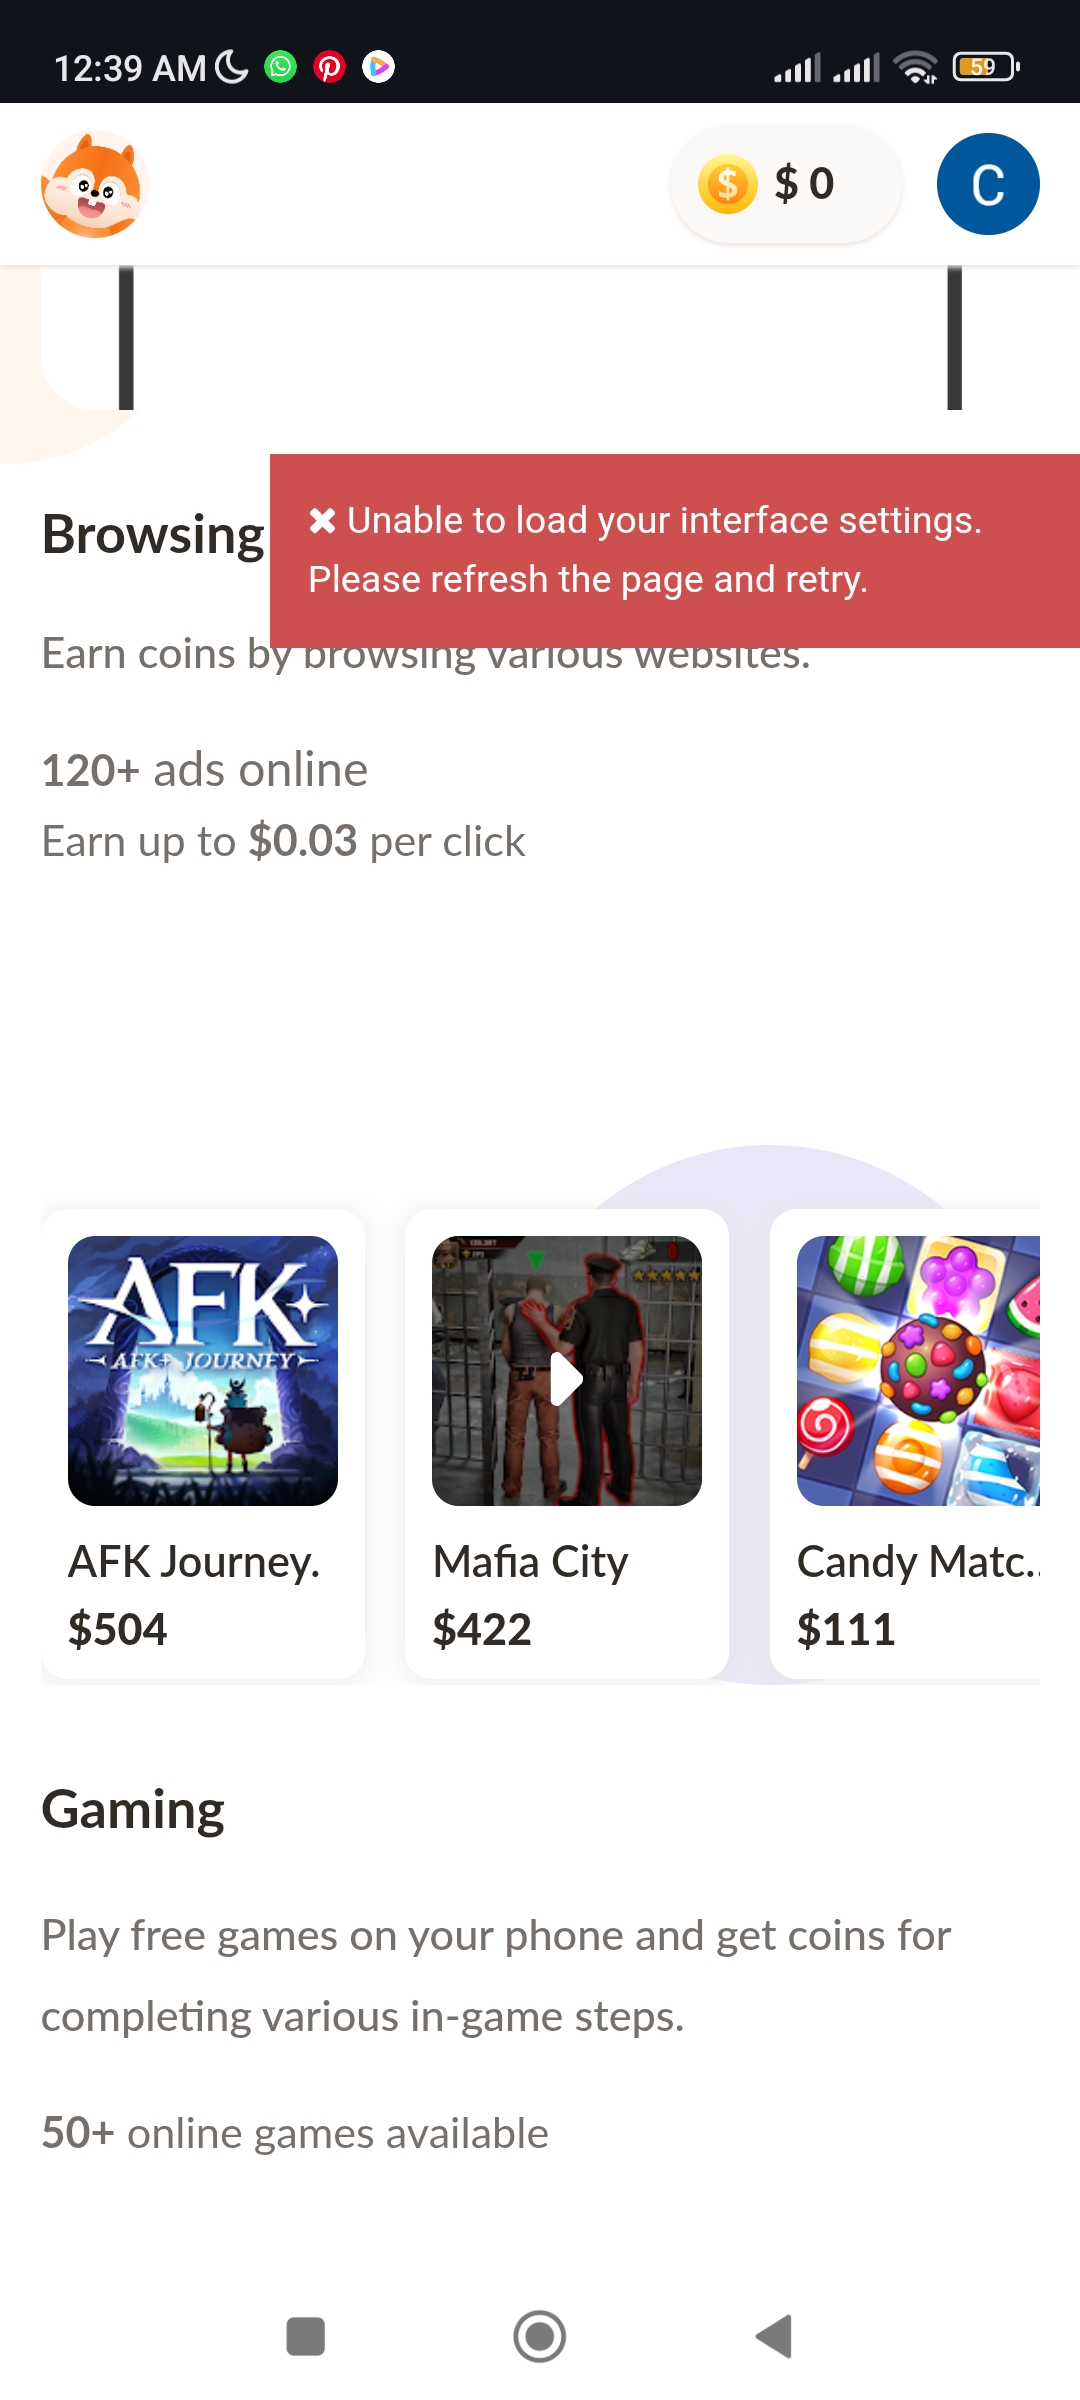 12:39 AM
59
$ 0
C
✖ Unable to load your interface settings.
Please refresh the page and retry.
Browsing
Earn coins by browsing various websites.
120+ ads online
Earn up to $0.03 per click
AFK
AFK JOURNEY
AFK Journey.
$504
Mafia City
$422
Candy Matc..
$111
Gaming
Play free games on your phone and get coins for
completing various in-game steps.
50+ online games available